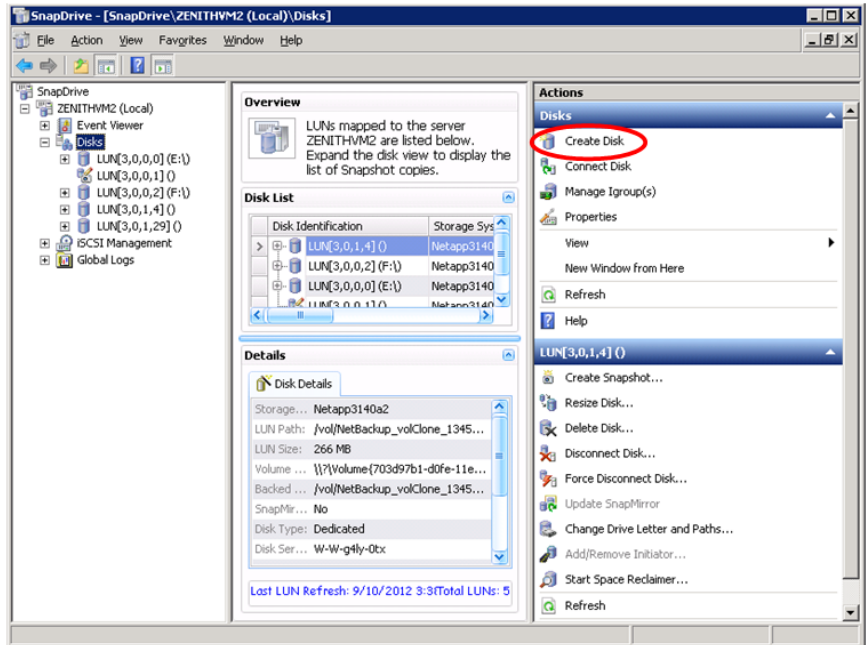 SnapDrive - [SnapDrive\ZENITHVM2 (Local)\Disks]
File Action View Favorites Window Help
SnapDrive
ZENITHVM2 (Local)
Event Viewer
Disks
LUN[3,0,0,0] (E:\)
LUN[3,0,0,1] ()
LUN[3,0,0,2] (F:\)
LUN[3,0,1,4] ()
LUN[3,0,1,29] ()
iSCSI Management
Global Logs
Overview
LUNs mapped to the server
ZENITHVM2 are listed below.
Expand the disk view to display the
list of Snapshot copies.
Disk List
Disk Identification Storage Sys
LUN[3,0,1,4] () Netapp3140
LUN[3,0,0,2] (F:\) Netapp3140
LUN[3,0,0,0] (E:\) Netapp3140
LUN[3,0,0,1] () Netapp3140
Details
Disk Details
Storage... Netapp3140a2
LUN Path: /vol/NetBackup_volClone_1345...
LUN Size: 266 MB
Volume ... \\?\Volume{703d97b1-d0fe-11e...
Backed ... /vol/NetBackup_volClone_1345...
SnapMir... No
Disk Type: Dedicated
Disk Ser... W-W-g4ly-0tx
Last LUN Refresh: 9/10/2012 3:3 Total LUNs: 5
Actions
Disks
Create Disk
Connect Disk
Manage Igroup(s)
Properties
View
New Window from Here
Refresh
Help
LUN[3,0,1,4] ()
Create Snapshot...
Resize Disk...
Delete Disk...
Disconnect Disk...
Force Disconnect Disk...
Update SnapMirror
Change Drive Letter and Paths...
Add/Remove Initiator...
Start Space Reclaimer...
Refresh